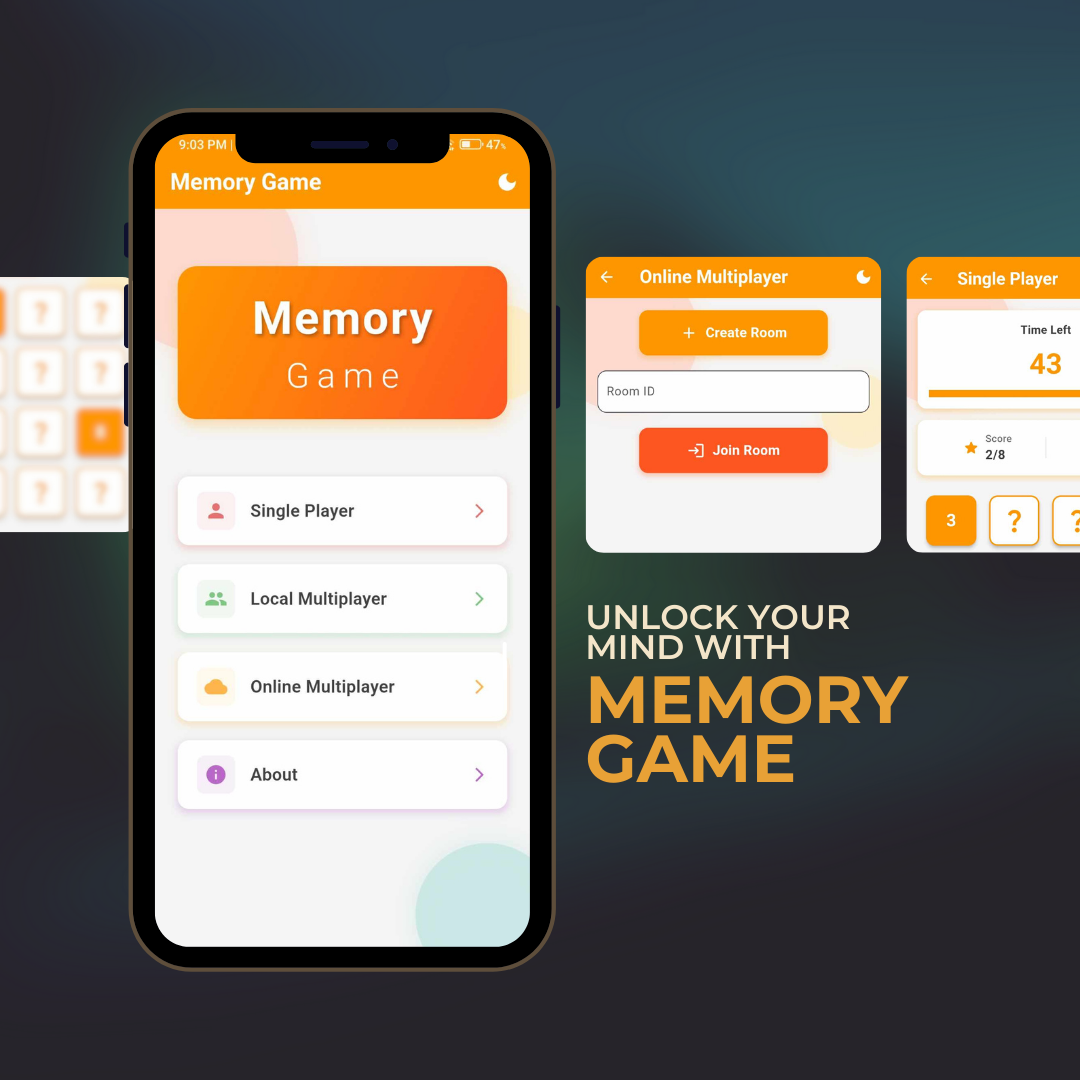 9:03 PM
47%
Memory Game
Memory
Game
Single Player
Local Multiplayer
Online Multiplayer
About
? ?
? ?
?
? ?
Online Multiplayer
+ Create Room
Room ID
Join Room
Single Player
Time Left
43
Score
2/8
3 ? ?
UNLOCK YOUR
MIND WITH
MEMORY
GAME